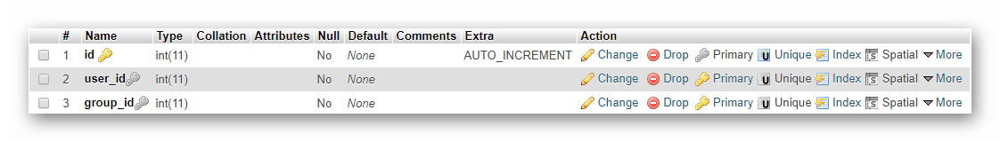 # Name Type Collation Attributes Null Default Comments Extra Action
1 id int(11) No None AUTO_INCREMENT Change Drop Primary U Unique Index S Spatial More
2 user_id int(11) No None Change Drop Primary U Unique Index S Spatial More
3 group_id int(11) No None Change Drop Primary U Unique Index S Spatial More